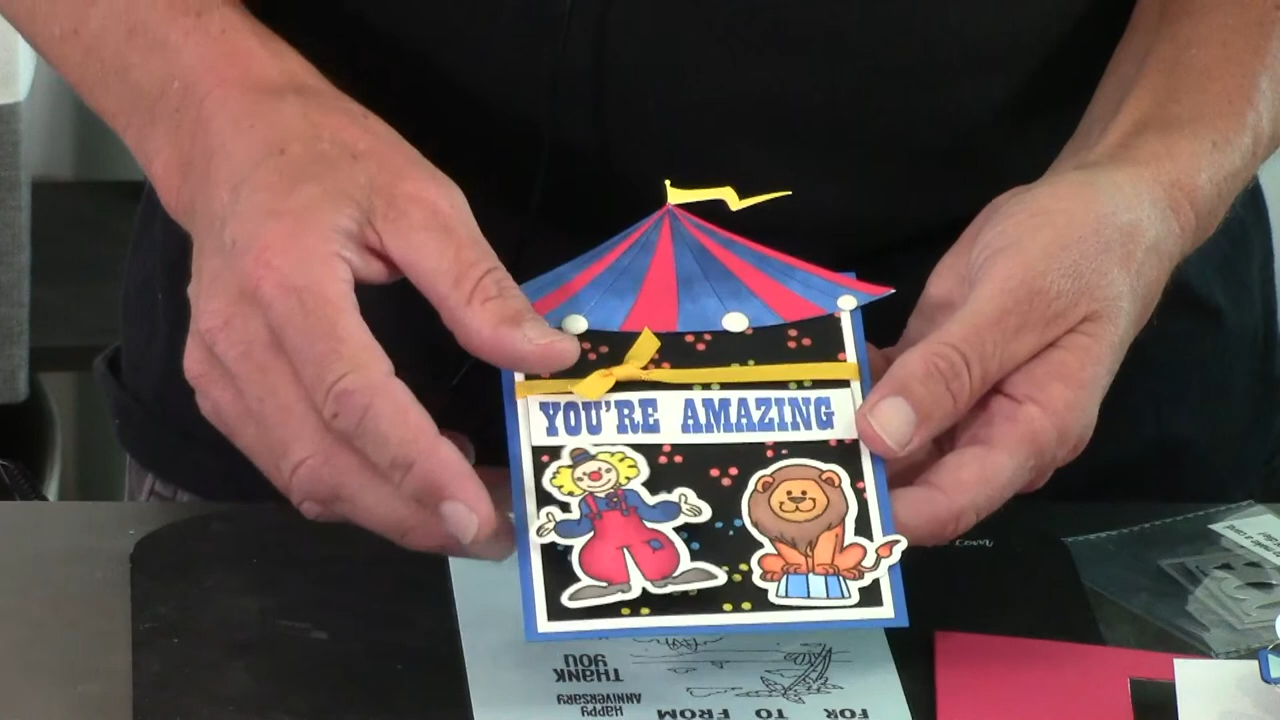 YOU'RE AMAZING
THANK
YOU
HAPPY
ANNIVERSARY
FOR TO FROM